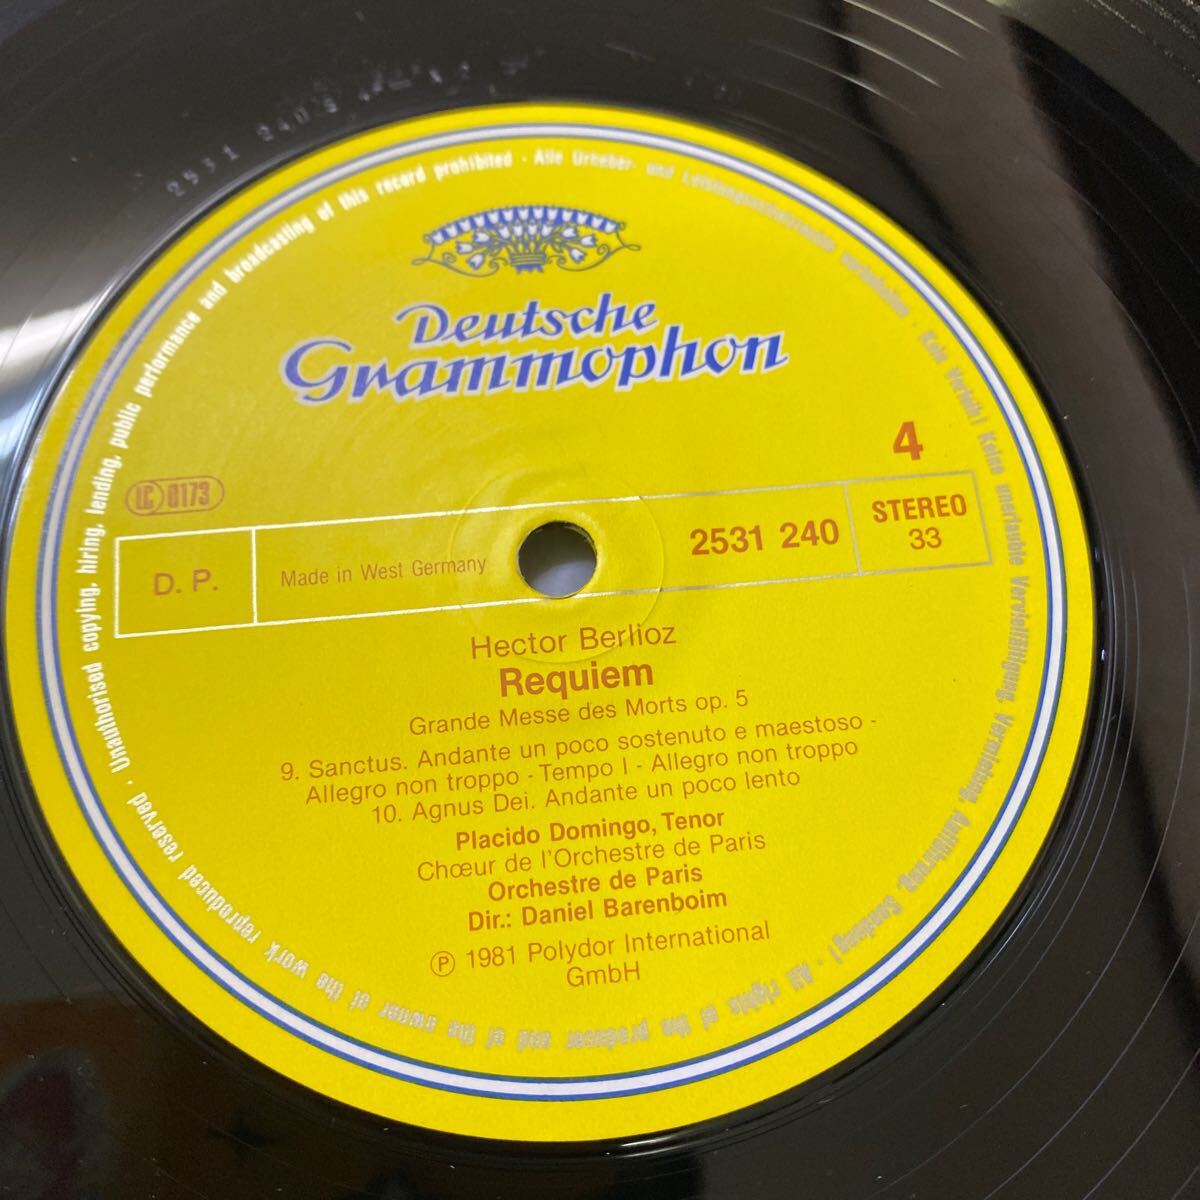 2531 240
Deutsche
Grammophon
4
LC 0173
D. P.
Made in West Germany
2531 240
STEREO
33
Hector Berlioz
Requiem
Grande Messe des Morts op. 5
9. Sanctus. Andante un poco sostenuto e maestoso -
Allegro non troppo - Tempo I - Allegro non troppo
10. Agnus Dei. Andante un poco lento
Placido Domingo, Tenor
Chœur de l'Orchestre de Paris
Orchestre de Paris
Dir.: Daniel Barenboim
Ⓟ 1981 Polydor International
GmbH
Alle Urheber- und Leistungsschutzrechte vorbehalten · Kein Verleih! Keine unerlaubte Vervielfältigung, Vermietung, Aufführung, Sendung! · All rights of the producer and of the owner of the work reproduced reserved · Unauthorised copying, hiring, lending, public performance and broadcasting of this record prohibited ·